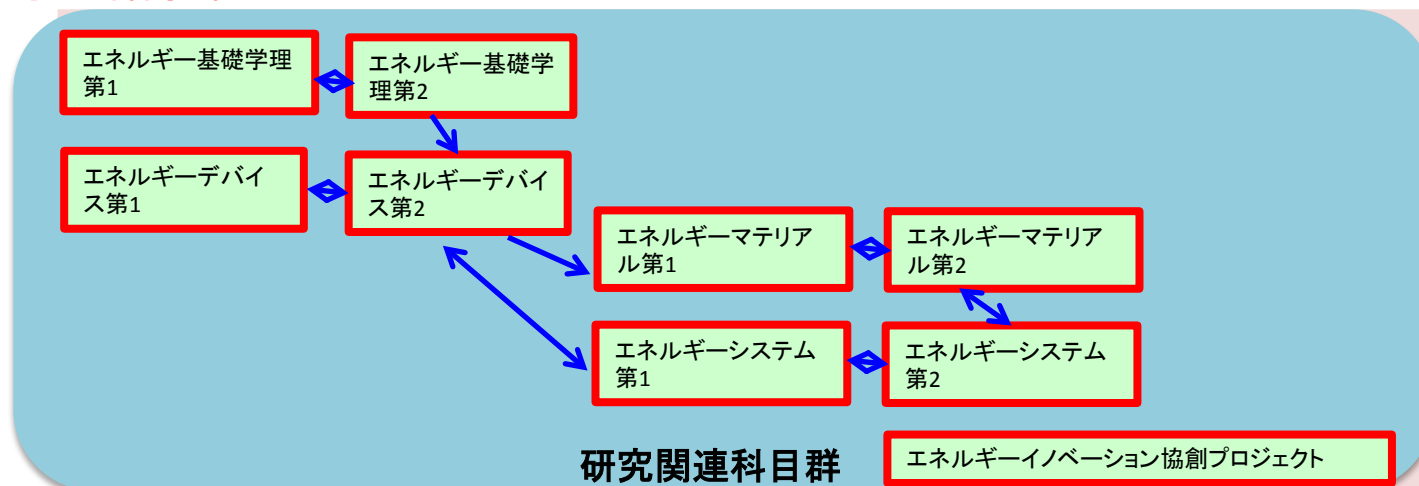 エネルギー基礎学理
第1
エネルギー基礎学
理第2
エネルギーデバイ
ス第1
エネルギーデバイ
ス第2
エネルギーマテリア
ル第1
エネルギーマテリア
ル第2
エネルギーシステム
第1
エネルギーシステム
第2
研究関連科目群
エネルギーイノベーション協創プロジェクト